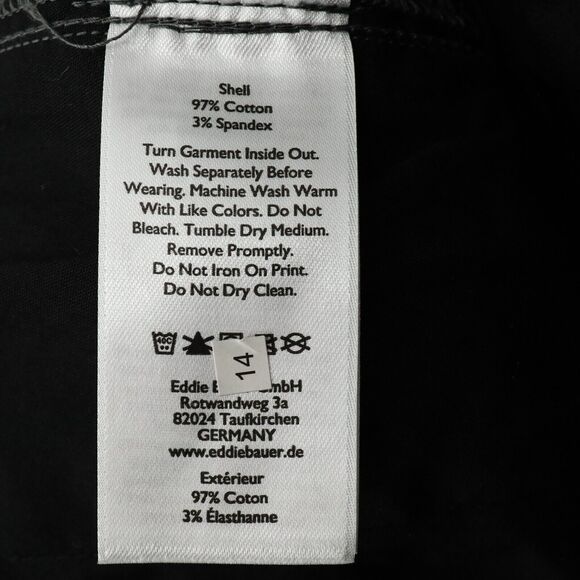 Shell
97% Cotton
3% Spandex
Turn Garment Inside Out.
Wash Separately Before
Wearing. Machine Wash Warm
With Like Colors. Do Not
Bleach. Tumble Dry Medium.
Remove Promptly.
Do Not Iron On Print.
Do Not Dry Clean.
40C
14
Eddie
Rotwandweg 3a
82024 Taufkirchen
GERMANY
www.eddiebauer.de
Extérieur
97% Coton
3% Élasthanne